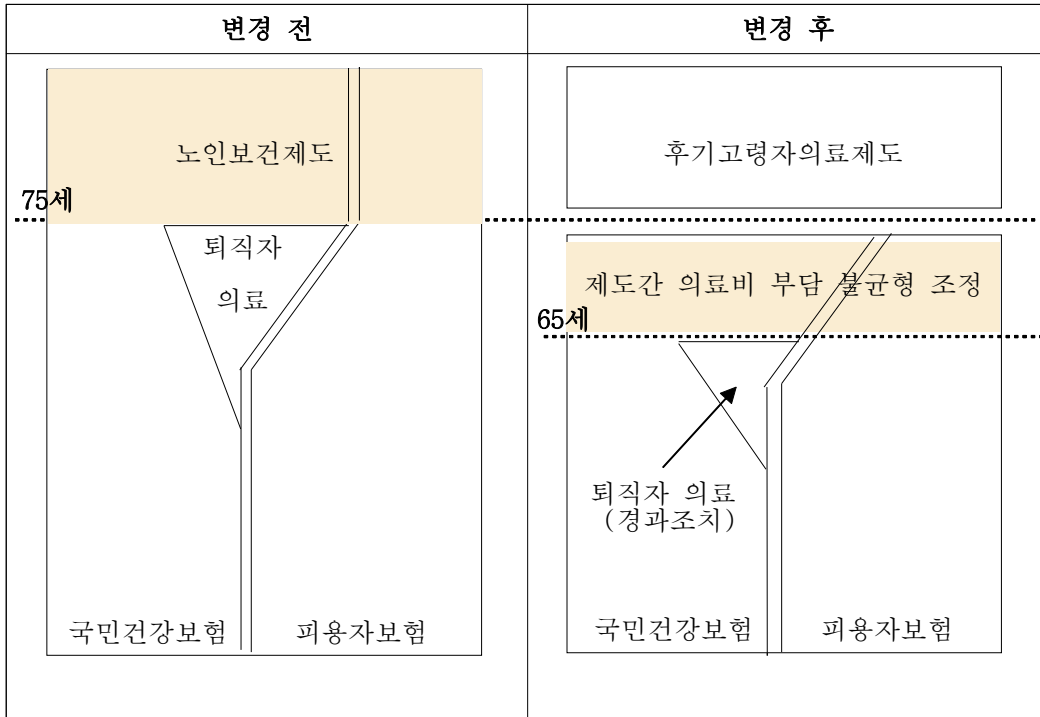 변경 전
변경 후
노인보건제도
75세
퇴직자
의료
국민건강보험
피용자보험
후기고령자의료제도
제도간 의료비 부담 불균형 조정
65세
퇴직자 의료
(경과조치)
국민건강보험
피용자보험